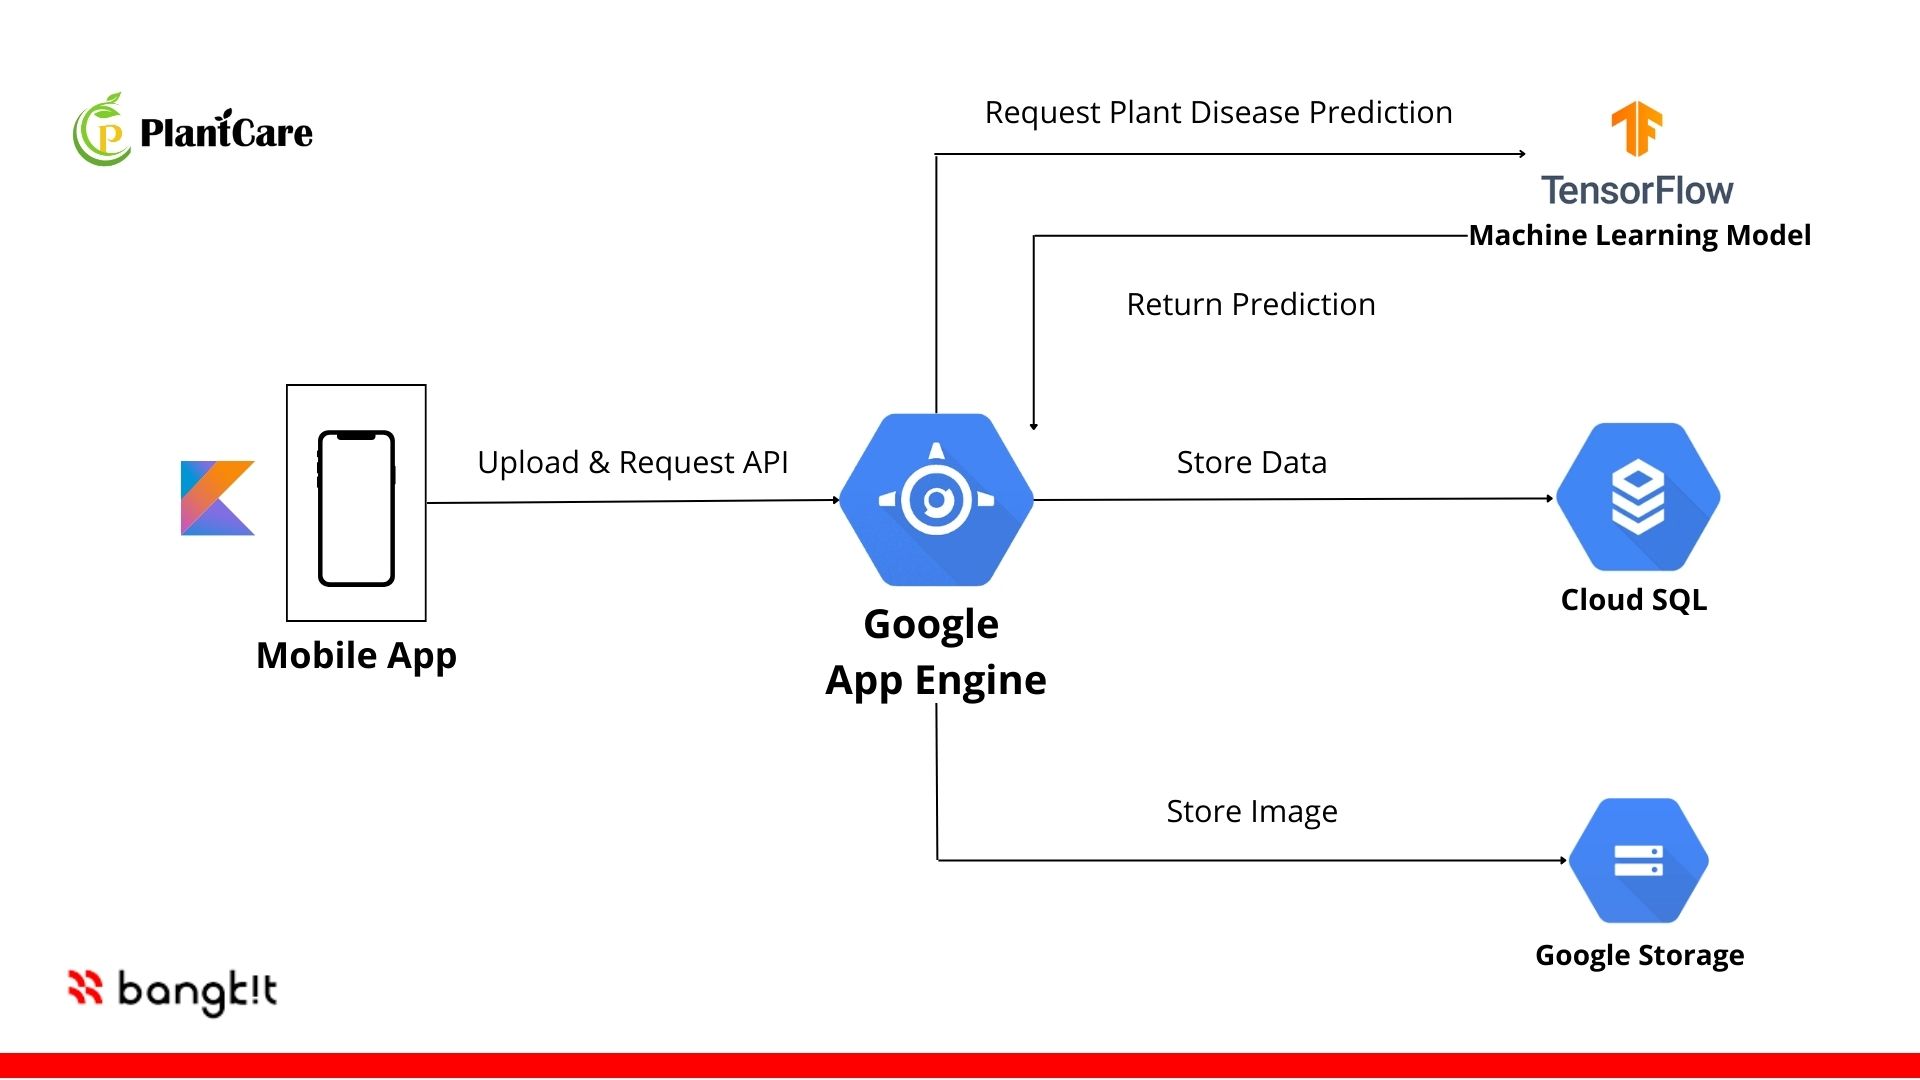 PlantCare
Request Plant Disease Prediction
TensorFlow
Machine Learning Model
Return Prediction
Upload & Request API
Store Data
Cloud SQL
Google
App Engine
Mobile App
Store Image
Google Storage
bangk!t